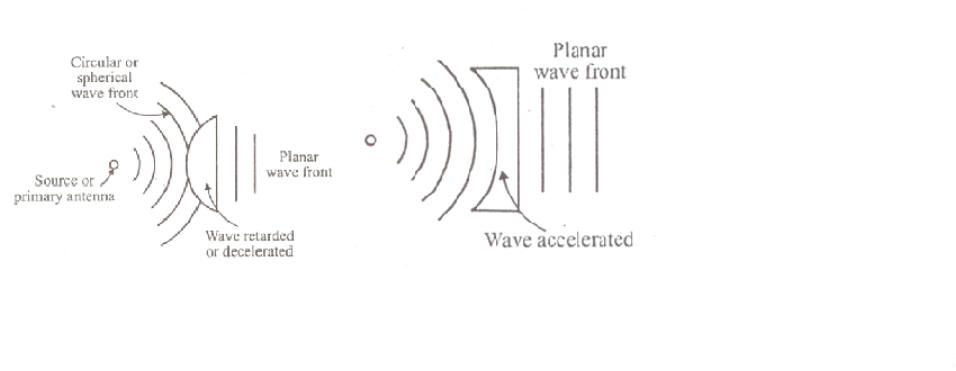 Circular or
spherical
wave front
Source or
primary antenna
Planar
wave front
Wave retarded
or decelerated
Planar
wave front
Wave accelerated